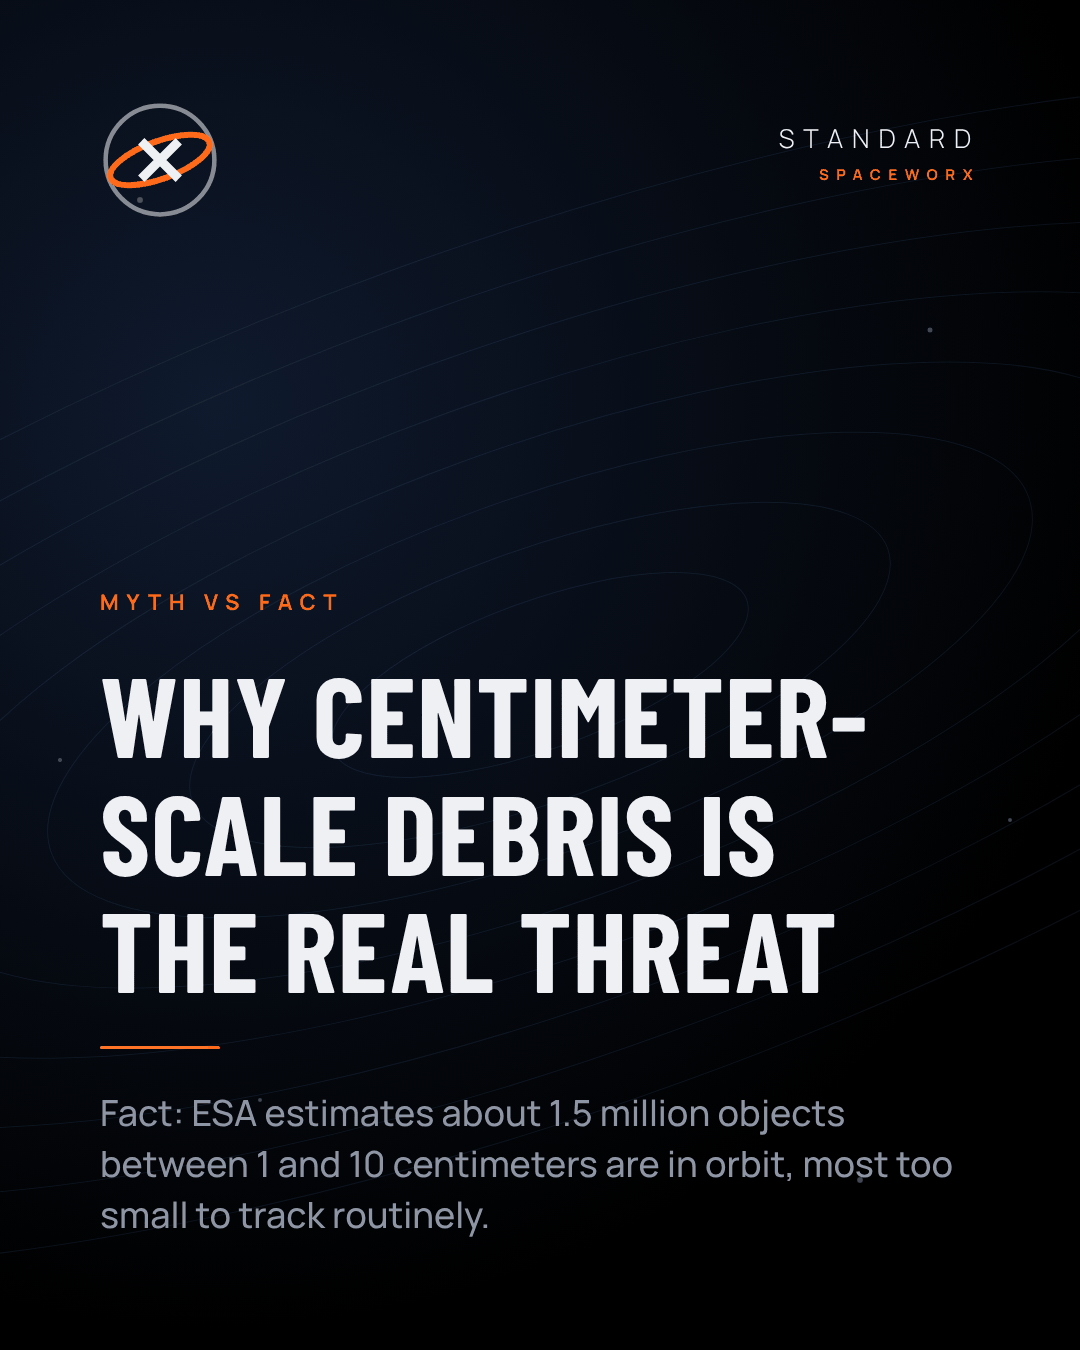 STANDARD
SPACEWORX
MYTH VS FACT
WHY CENTIMETER-
SCALE DEBRIS IS
THE REAL THREAT
Fact: ESA estimates about 1.5 million objects
between 1 and 10 centimeters are in orbit, most too
small to track routinely.